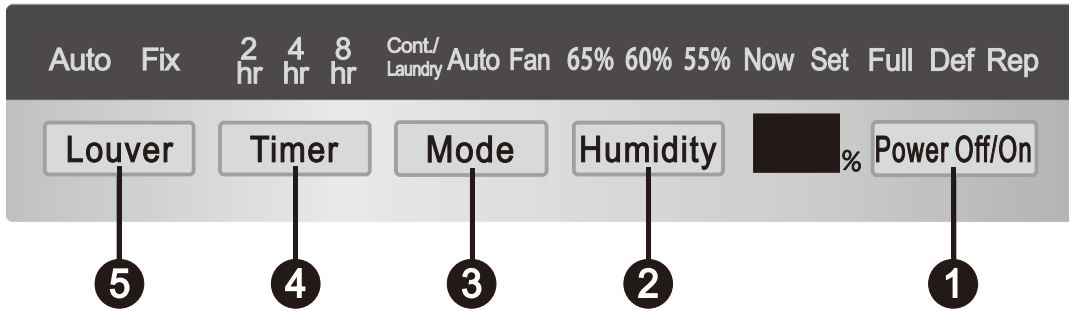 Auto Fix 2 hr 4 hr 8 hr Cont./ Laundry Auto Fan 65% 60% 55% Now Set Full Def Rep
Louver Timer Mode Humidity % Power Off/On
5 4 3 2 1